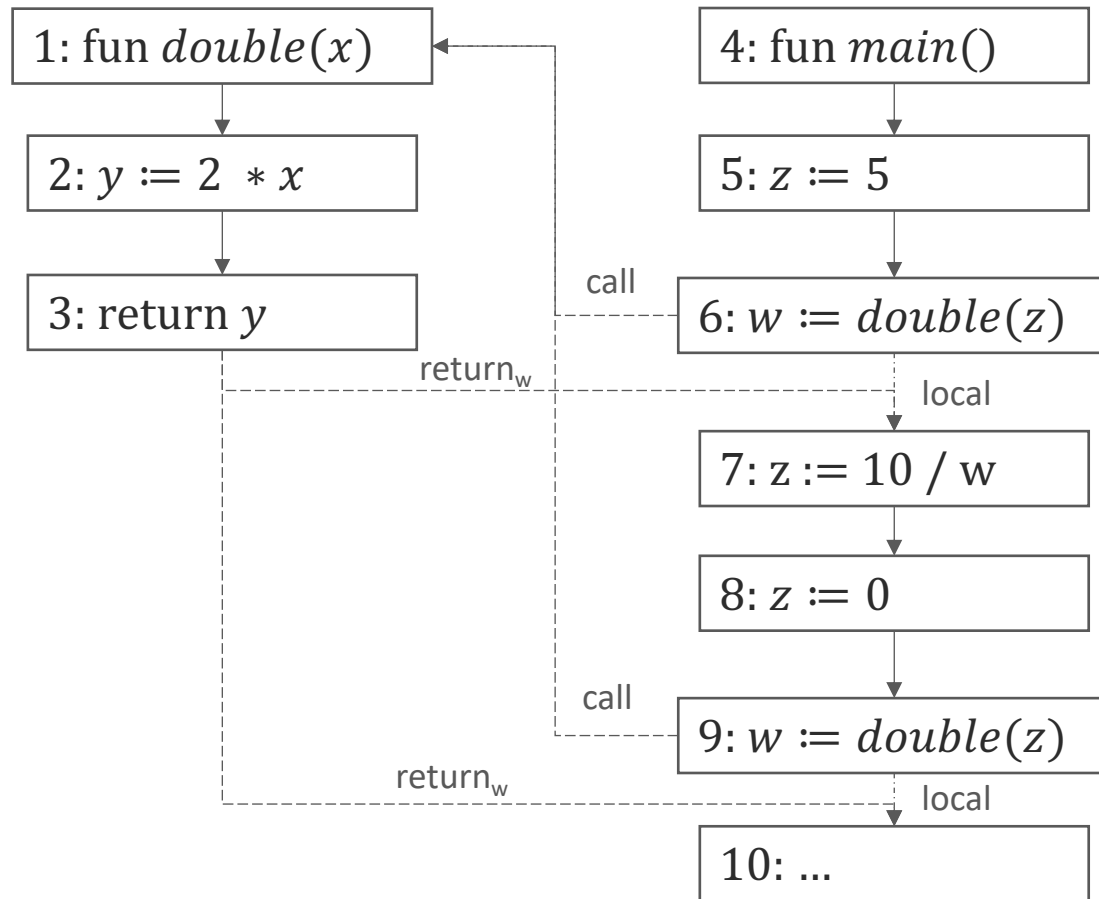 1: fun double(x)
2: y ≔ 2 * x
3: return y
4: fun main()
5: z ≔ 5
call
6: w ≔ double(z)
return_w
local
7: z := 10 / w
8: z ≔ 0
call
9: w ≔ double(z)
return_w
local
10: ...